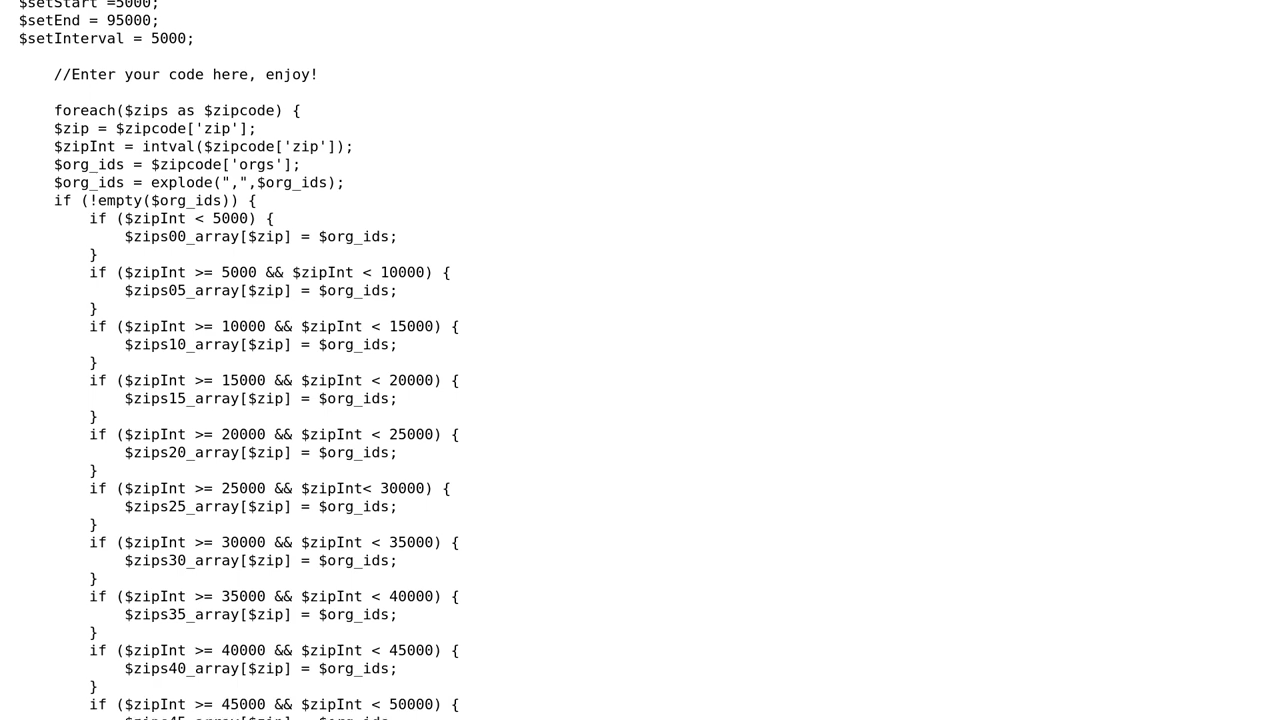 $setStart =5000;
$setEnd = 95000;
$setInterval = 5000;
//Enter your code here, enjoy!
foreach($zips as $zipcode) {
$zip = $zipcode['zip'];
$zipInt = intval($zipcode['zip']);
$org_ids = $zipcode['orgs'];
$org_ids = explode(",",$org_ids);
if (!empty($org_ids)) {
if ($zipInt < 5000) {
$zips00_array[$zip] = $org_ids;
}
if ($zipInt >= 5000 && $zipInt < 10000) {
$zips05_array[$zip] = $org_ids;
}
if ($zipInt >= 10000 && $zipInt < 15000) {
$zips10_array[$zip] = $org_ids;
}
if ($zipInt >= 15000 && $zipInt < 20000) {
$zips15_array[$zip] = $org_ids;
}
if ($zipInt >= 20000 && $zipInt < 25000) {
$zips20_array[$zip] = $org_ids;
}
if ($zipInt >= 25000 && $zipInt< 30000) {
$zips25_array[$zip] = $org_ids;
}
if ($zipInt >= 30000 && $zipInt < 35000) {
$zips30_array[$zip] = $org_ids;
}
if ($zipInt >= 35000 && $zipInt < 40000) {
$zips35_array[$zip] = $org_ids;
}
if ($zipInt >= 40000 && $zipInt < 45000) {
$zips40_array[$zip] = $org_ids;
}
if ($zipInt >= 45000 && $zipInt < 50000) {